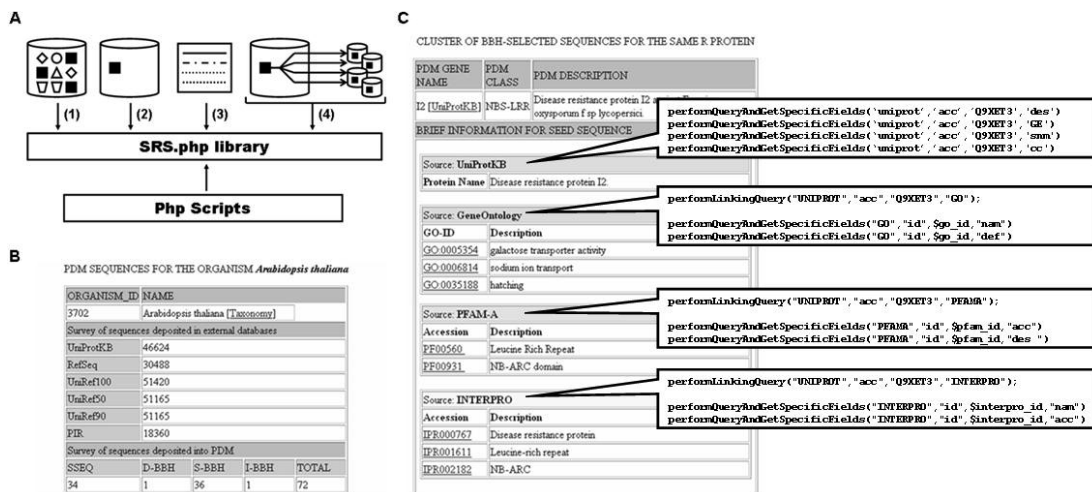 A
(1)
(2)
(3)
(4)
SRS.php library
Php Scripts
B
PDM SEQUENCES FOR THE ORGANISM Arabidopsis thaliana
ORGANISM_ID NAME
3702 Arabidopsis thaliana [Taxonomy]
Survey of sequences deposited in external databases
UniProtKB 46624
RefSeq 30488
UniRef100 51420
UniRef50 51165
UniRef90 51165
PIR 18360
Survey of sequences deposited into PDM
SSEQ D-BBH S-BBH I-BBH TOTAL
34 1 36 1 72
C
CLUSTER OF BBH-SELECTED SEQUENCES FOR THE SAME R PROTEIN
PDM GENE NAME PDM CLASS PDM DESCRIPTION
I2 [UniProtKB] NBS-LRR Disease resistance protein I2
oxysporum f sp lycopersici.
BRIEF INFORMATION FOR SEED SEQUENCE
Source: UniProtKB
Protein Name Disease resistance protein I2.
Source: GeneOntology
GO-ID Description
GO:0005354 galactose transporter activity
GO:0006814 sodium ion transport
GO:0035188 hatching
Source: PFAM-A
Accession Description
PF00560 Leucine Rich Repeat
PF00931 NB-ARC domain
Source: INTERPRO
Accession Description
IPR000767 Disease resistance protein
IPR001611 Leucine-rich repeat
IPR002182 NB-ARC
performQueryAndGetSpecificFields('uniprot','acc','Q9XET3','des')
performQueryAndGetSpecificFields('uniprot','acc','Q9XET3','GE')
performQueryAndGetSpecificFields('uniprot','acc','Q9XET3','snm')
performQueryAndGetSpecificFields('uniprot','acc','Q9XET3','cc')
performLinkingQuery("UNIPROT","acc","Q9XET3","GO");
performQueryAndGetSpecificFields("GO","id",$go_id,"nam")
performQueryAndGetSpecificFields("GO","id",$go_id,"def")
performLinkingQuery("UNIPROT","acc","Q9XET3","PFAMA");
performQueryAndGetSpecificFields("PFAMA","id",$pfam_id,"acc")
performQueryAndGetSpecificFields("PFAMA","id",$pfam_id,"des ")
performLinkingQuery("UNIPROT","acc","Q9XET3","INTERPRO");
performQueryAndGetSpecificFields("INTERPRO","id",$interpro_id,"nam")
performQueryAndGetSpecificFields("INTERPRO","id",$interpro_id,"acc")